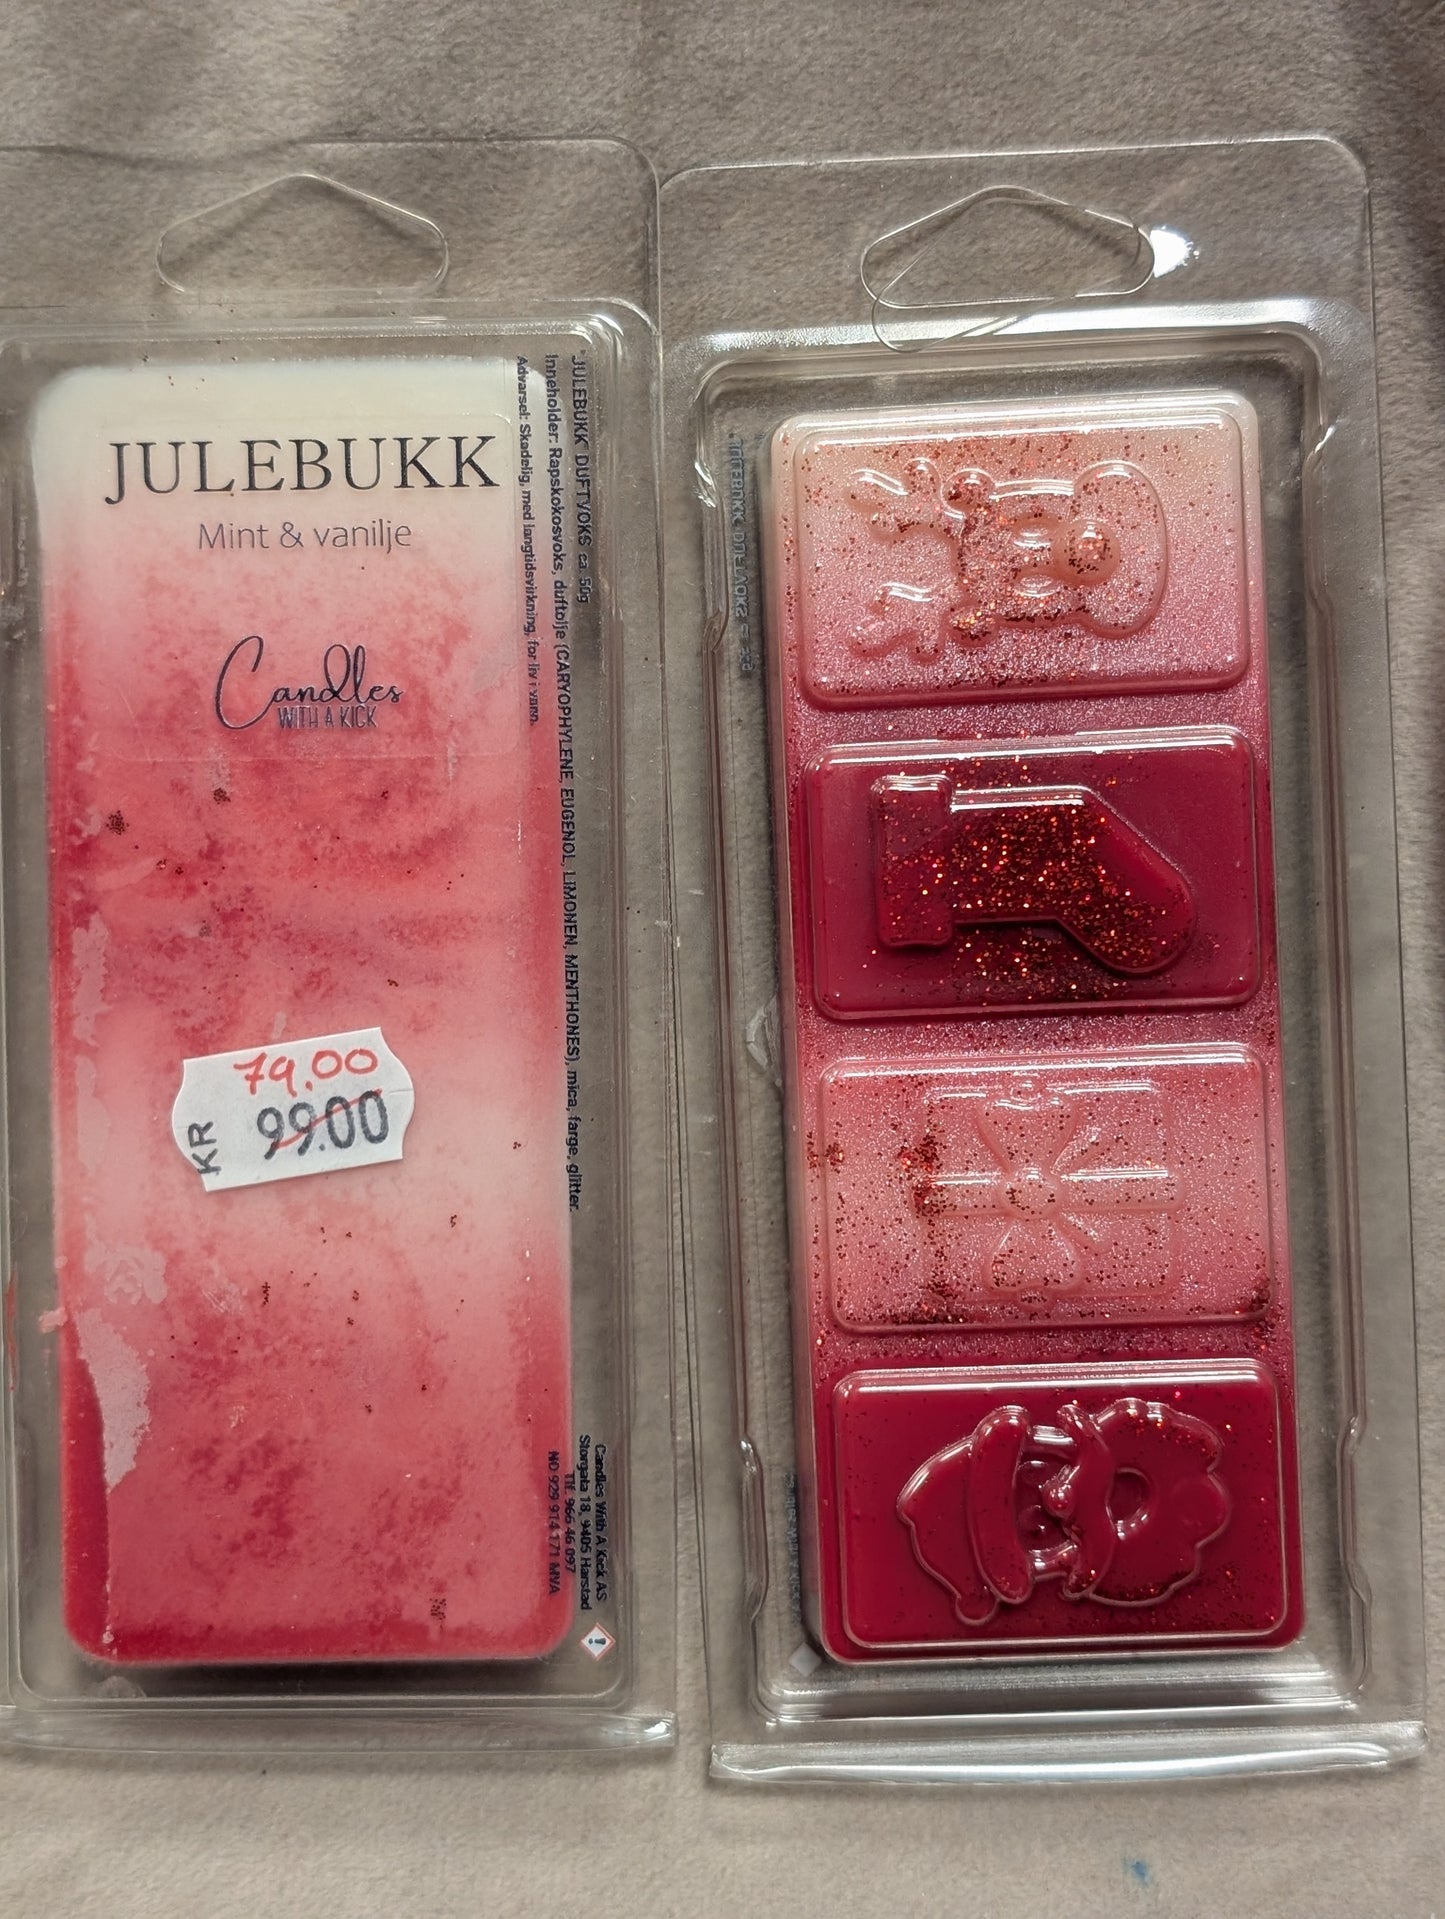 JULEBUKK
Mint & vanilje
Candles
WITH A KICK
79.00
KR 99.00
"JULEBUKK" DUFTVOKS ca. 50g
Inneholder: Rapskokosvoks, duftolje (CARYOPHYLENE, EUGENOL, LIMONEN, MENTHONES), mica, farge, glitter.
Advarsel: Skadelig, med langtidsvirkning, for liv i vann.
Candles With A Kick AS
Storgata 18, 9405 Harstad
Tlf. 966 46 097
NO 929 914 171 MVA